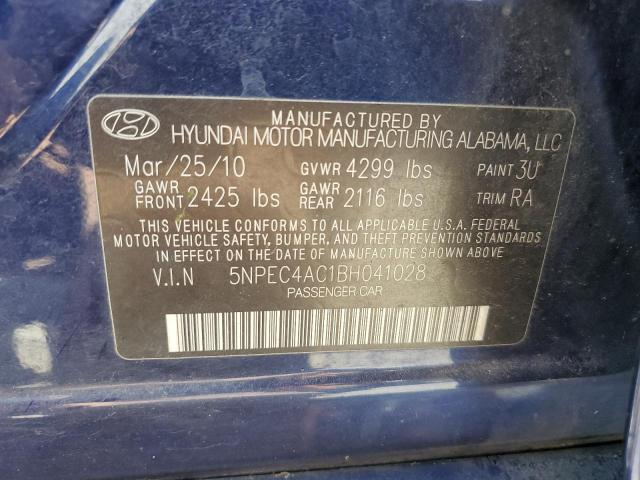 MANUFACTURED BY
HYUNDAI MOTOR MANUFACTURING ALABAMA, LLC
Mar/25/10 GVWR 4299 lbs PAINT 3U
GAWR FRONT 2425 lbs GAWR REAR 2116 lbs TRIM RA
THIS VEHICLE CONFORMS TO ALL APPLICABLE U.S.A. FEDERAL
MOTOR VEHICLE SAFETY, BUMPER, AND THEFT PREVENTION STANDARDS
IN EFFECT ON THE DATE OF MANUFACTURE SHOWN ABOVE
V.I.N 5NPEC4AC1BH041028
PASSENGER CAR